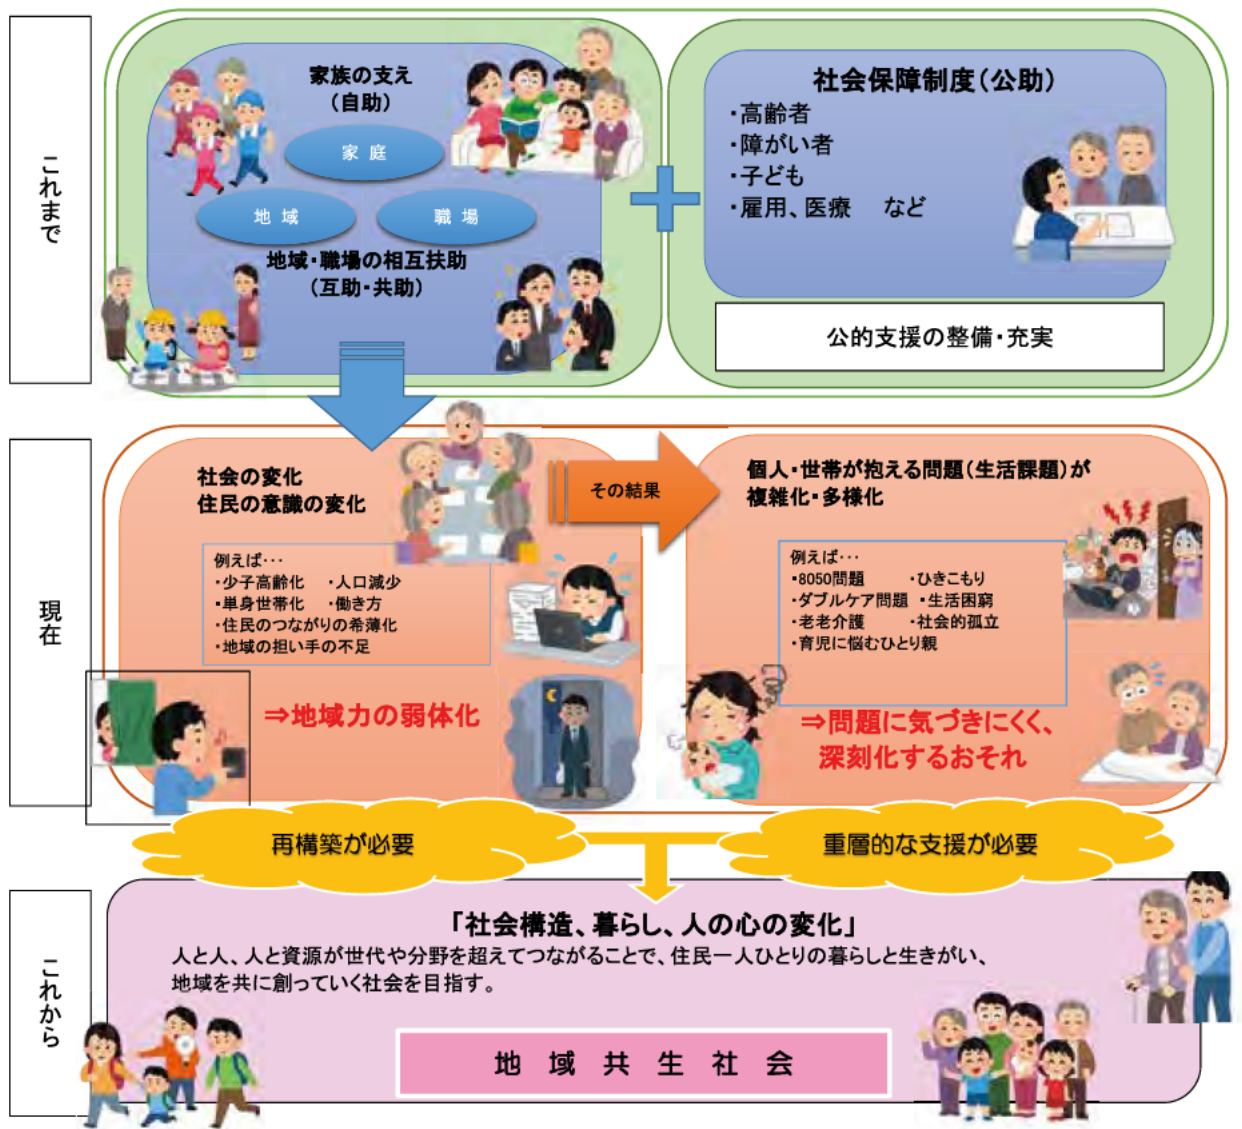 これまで
家族の支え
（自助）
家 庭
地 域
職 場
地域・職場の相互扶助
（互助・共助）
社会保障制度（公助）
・高齢者
・障がい者
・子ども
・雇用、医療　など
公的支援の整備・充実
現在
社会の変化
住民の意識の変化
例えば・・・
・少子高齢化　・人口減少
・単身世帯化　・働き方
・住民のつながりの希薄化
・地域の担い手の不足
⇒地域力の弱体化
その結果
個人・世帯が抱える問題（生活課題）が
複雑化・多様化
例えば・・・
・8050問題　・ひきこもり
・ダブルケア問題　・生活困窮
・老老介護　・社会的孤立
・育児に悩むひとり親
⇒問題に気づきにくく、
深刻化するおそれ
再構築が必要
重層的な支援が必要
これから
「社会構造、暮らし、人の心の変化」
人と人、人と資源が世代や分野を超えてつながることで、住民一人ひとりの暮らしと生きがい、
地域を共に創っていく社会を目指す。
地 域 共 生 社 会